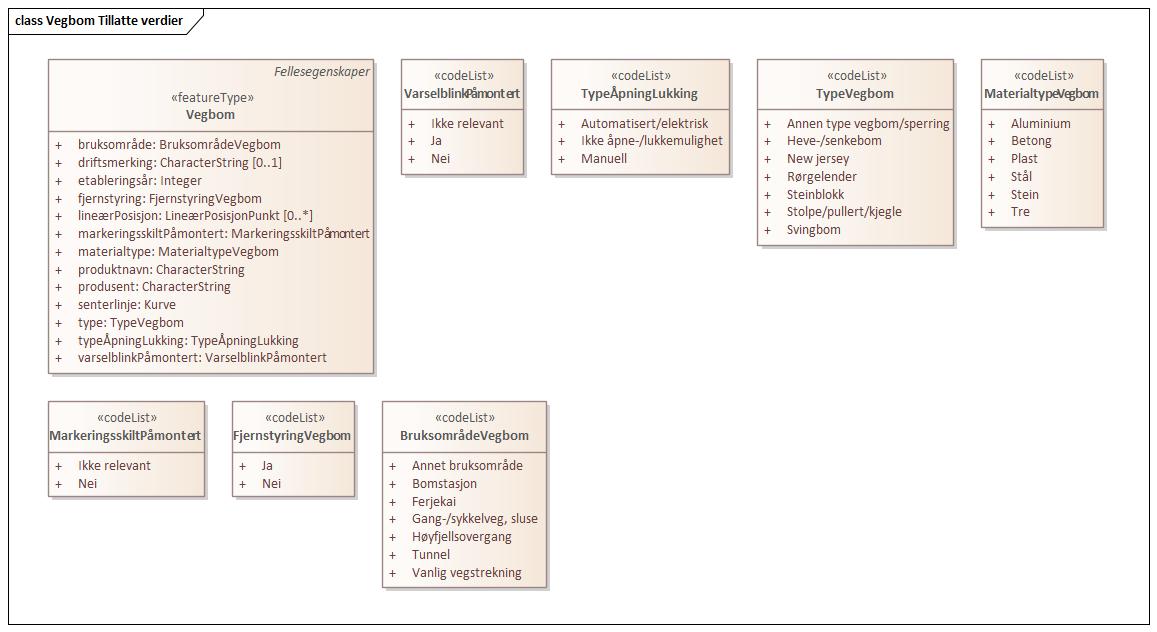 class Vegbom Tillatte verdier
Fellesegenskaper
«featureType»
Vegbom
+ bruksområde: BruksområdeVegbom
+ driftsmerking: CharacterString [0..1]
+ etableringsår: Integer
+ fjernstyring: FjernstyringVegbom
+ lineærPosisjon: LineærPosisjonPunkt [0..*]
+ markeringsskiltPåmontert: MarkeringsskiltPåmontert
+ materialtype: MaterialtypeVegbom
+ produktnavn: CharacterString
+ produsent: CharacterString
+ senterlinje: Kurve
+ type: TypeVegbom
+ typeÅpningLukking: TypeÅpningLukking
+ varselblinkPåmontert: VarselblinkPåmontert
«codeList»
VarselblinkPåmontert
+ Ikke relevant
+ Ja
+ Nei
«codeList»
TypeÅpningLukking
+ Automatisert/elektrisk
+ Ikke åpne-/lukkemulighet
+ Manuell
«codeList»
TypeVegbom
+ Annen type vegbom/sperring
+ Heve-/senkebom
+ New jersey
+ Rørgelender
+ Steinblokk
+ Stolpe/pullert/kjegle
+ Svingbom
«codeList»
MaterialtypeVegbom
+ Aluminium
+ Betong
+ Plast
+ Stål
+ Stein
+ Tre
«codeList»
MarkeringsskiltPåmontert
+ Ikke relevant
+ Nei
«codeList»
FjernstyringVegbom
+ Ja
+ Nei
«codeList»
BruksområdeVegbom
+ Annet bruksområde
+ Bomstasjon
+ Ferjekai
+ Gang-/sykkelveg, sluse
+ Høyfjellsovergang
+ Tunnel
+ Vanlig vegstrekning